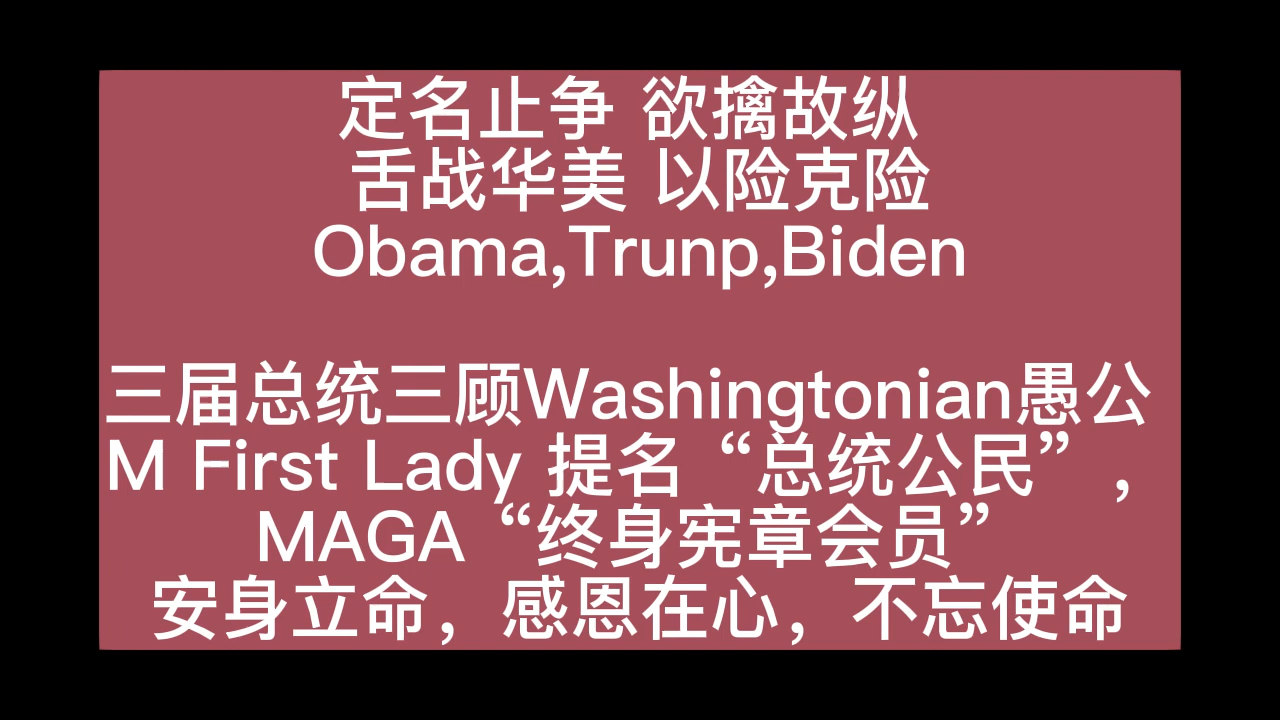 定名止争 欲擒故纵
舌战华美 以险克险
Obama,Trunp,Biden
三届总统三顾Washingtonian愚公
M First Lady 提名“总统公民”，
MAGA“终身宪章会员”
安身立命，感恩在心，不忘使命